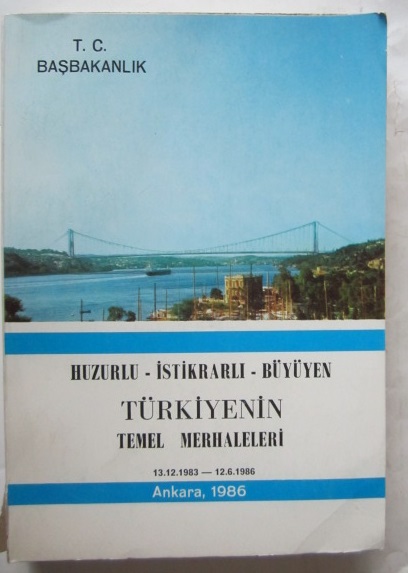 T. C.
BAŞBAKANLIK
HUZURLU - İSTİKRARLI - BÜYÜYEN
TÜRKİYENİN
TEMEL MERHALELERİ
13.12.1983 — 12.6.1986
Ankara, 1986